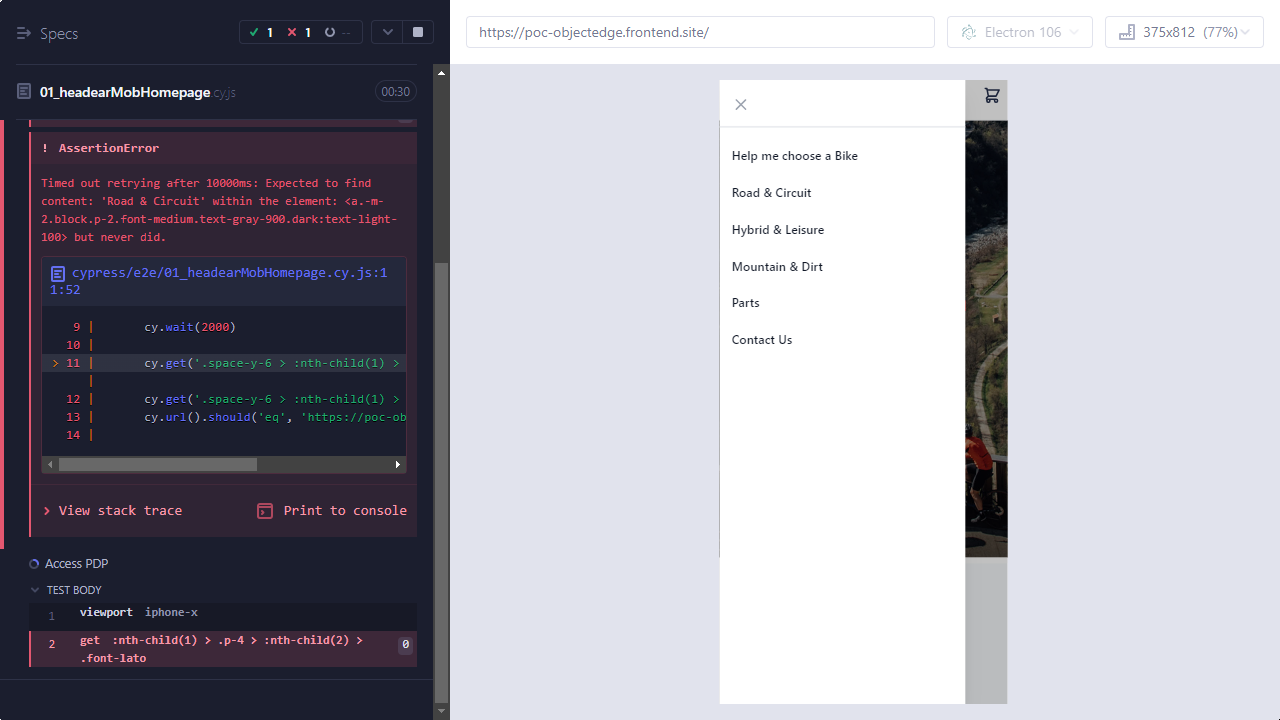 Specs
1
1
--
01_headearMobHomepage.cy.js
00:30
! AssertionError
Timed out retrying after 10000ms: Expected to find
content: 'Road & Circuit' within the element: <a.-m-
2.block.p-2.font-medium.text-gray-900.dark:text-light-
100> but never did.
cypress/e2e/01_headearMobHomepage.cy.js:1
1:52
9 | cy.wait(2000)
10 |
> 11 | cy.get('.space-y-6 > :nth-child(1) >
|
12 | cy.get('.space-y-6 > :nth-child(1) >
13 | cy.url().should('eq', 'https://poc-ob
14 |
View stack trace
Print to console
Access PDP
TEST BODY
1 viewport iphone-x
2 get :nth-child(1) > .p-4 > :nth-child(2) >
.font-lato
0
https://poc-objectedge.frontend.site/
Electron 106
375x812 (77%)
Help me choose a Bike
Road & Circuit
Hybrid & Leisure
Mountain & Dirt
Parts
Contact Us